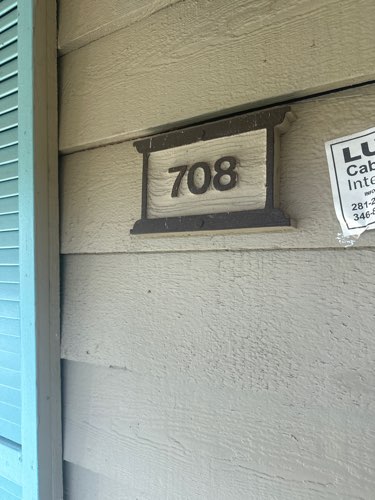 708
LU
Cab
Inte
281-2
346-